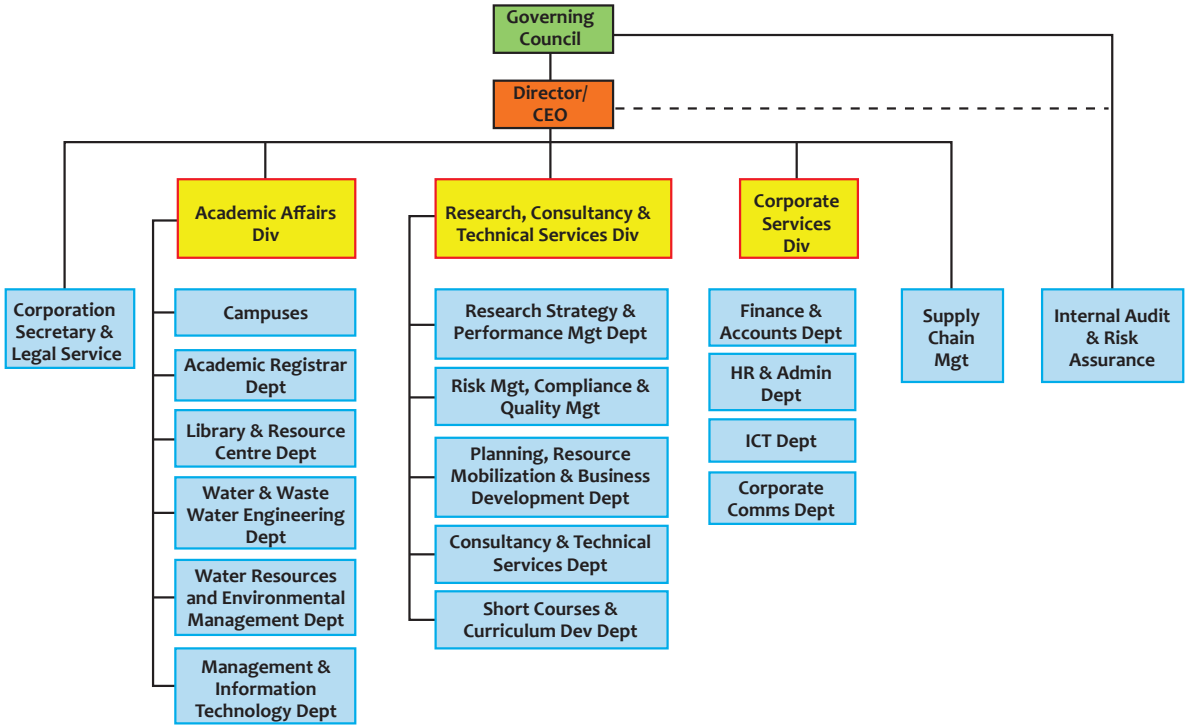 Governing
Council
Director/
CEO
Academic Affairs
Div
Research, Consultancy &
Technical Services Div
Corporate
Services
Div
Corporation
Secretary &
Legal Service
Campuses
Academic Registrar
Dept
Library & Resource
Centre Dept
Water & Waste
Water Engineering
Dept
Water Resources
and Environmental
Management Dept
Management &
Information
Technology Dept
Research Strategy &
Performance Mgt Dept
Risk Mgt, Compliance &
Quality Mgt
Planning, Resource
Mobilization & Business
Development Dept
Consultancy & Technical
Services Dept
Short Courses &
Curriculum Dev Dept
Finance &
Accounts Dept
HR & Admin
Dept
ICT Dept
Corporate
Comms Dept
Supply
Chain
Mgt
Internal Audit
& Risk
Assurance